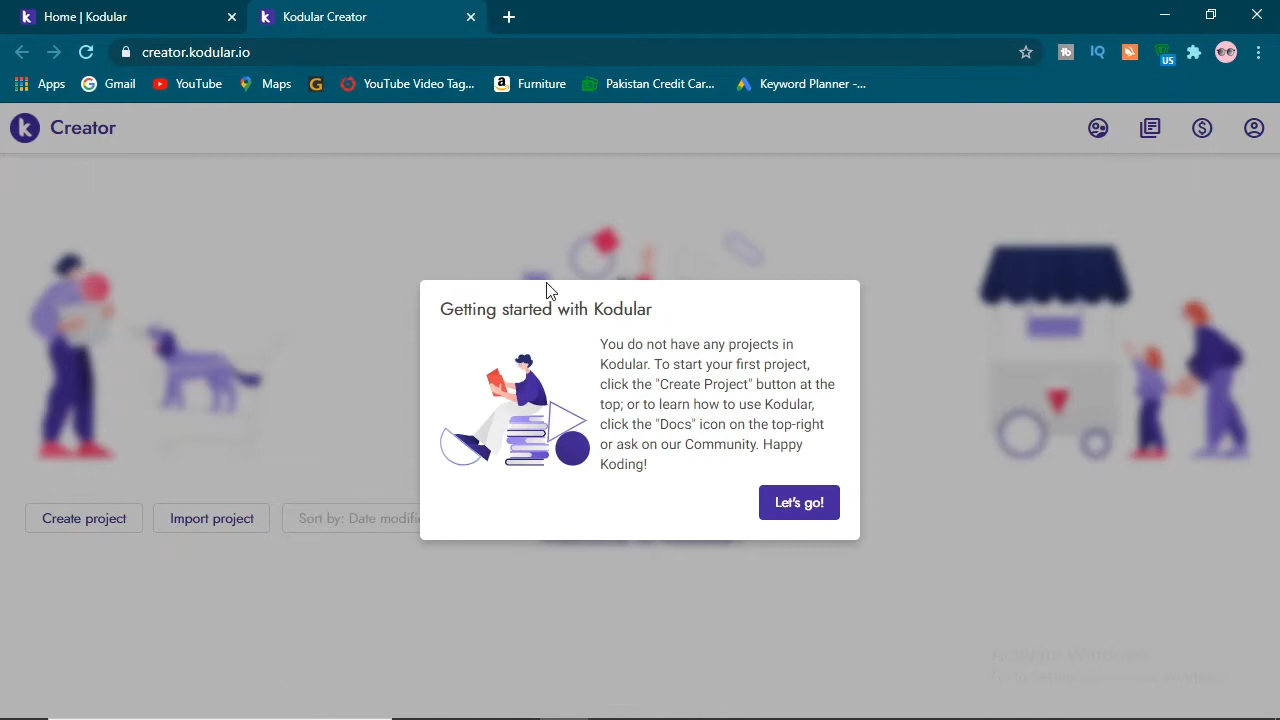 Home | Kodular
Kodular Creator
creator.kodular.io
US
Apps
Gmail
YouTube
Maps
YouTube Video Tag...
Furniture
Pakistan Credit Car...
Keyword Planner -...
Creator
Getting started with Kodular
You do not have any projects in
Kodular. To start your first project,
click the "Create Project" button at the
top; or to learn how to use Kodular,
click the "Docs" icon on the top-right
or ask on our Community. Happy
Koding!
Let's go!
Create project
Import project
Sort by: Date modifie